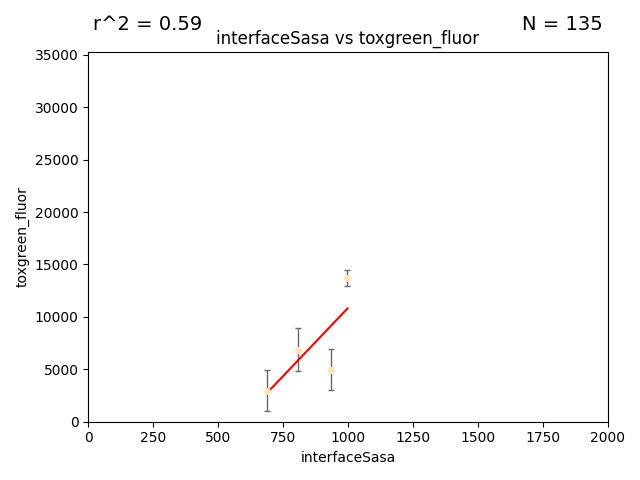 r^2 = 0.59
N = 135
interfaceSasa vs toxgreen_fluor
35000
30000
25000
20000
15000
10000
5000
0
toxgreen_fluor
0 250 500 750 1000 1250 1500 1750 2000
interfaceSasa